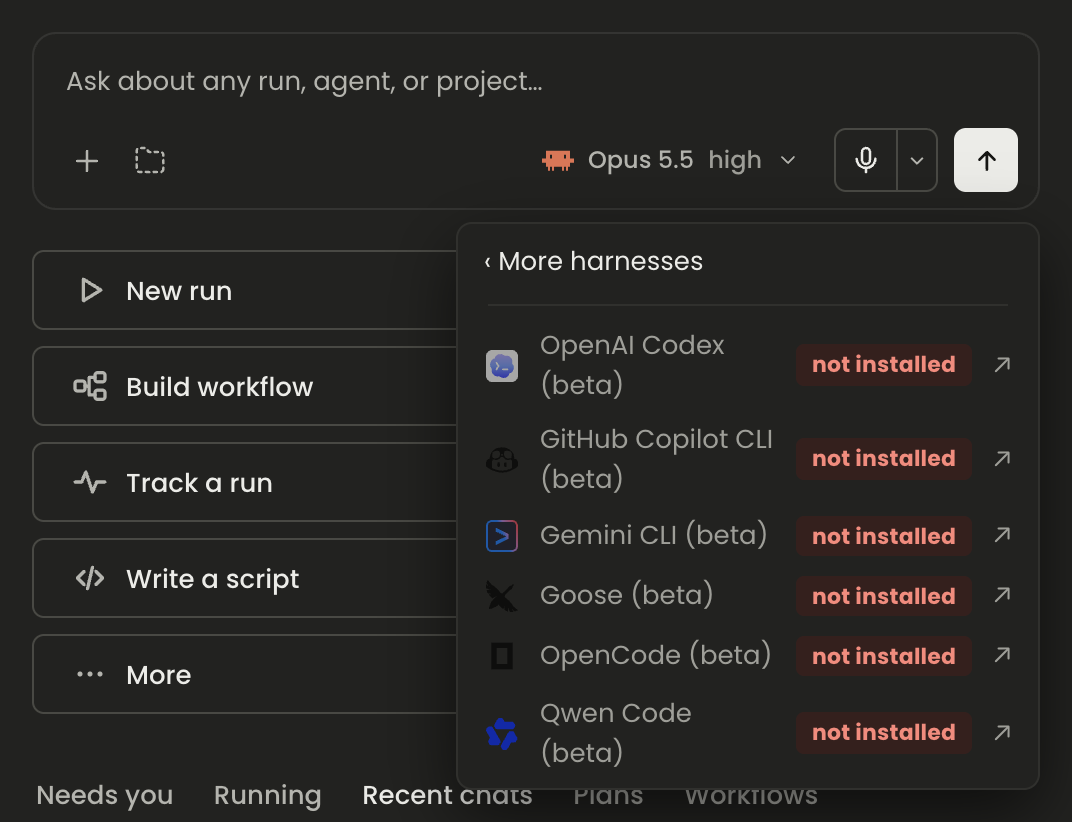 Ask about any run, agent, or project...
Opus 5.5 high
‹ More harnesses
New run
OpenAI Codex
(beta)
not installed
Build workflow
GitHub Copilot CLI
(beta)
not installed
Track a run
Gemini CLI (beta)
not installed
Write a script
Goose (beta)
not installed
OpenCode (beta)
not installed
More
Qwen Code
(beta)
not installed
Needs you
Running
Recent chats
Plans
Workflows